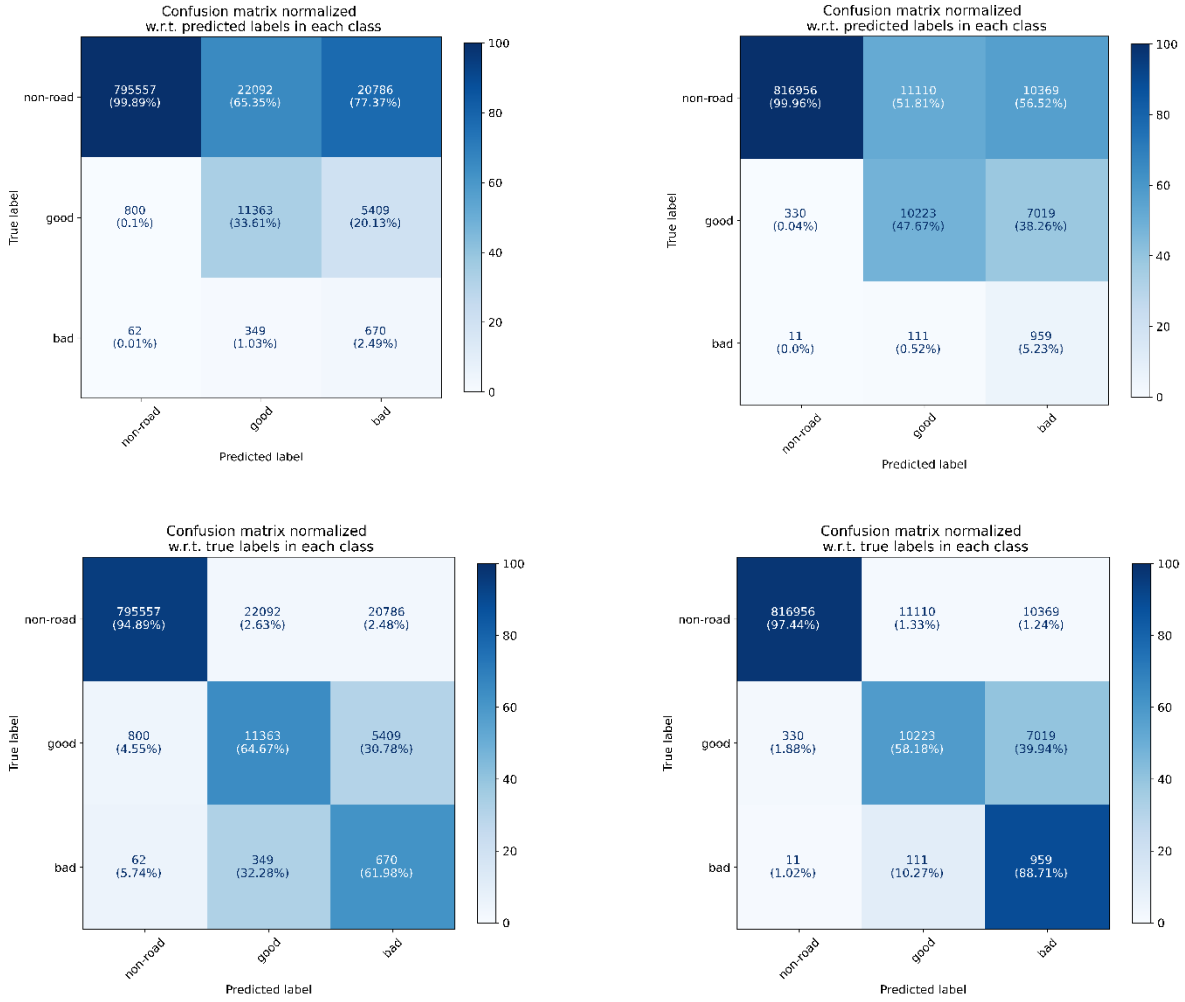 Confusion matrix normalized
w.r.t. predicted labels in each class
True label
non-road
good
bad
795557
(99.89%)
22092
(65.35%)
20786
(77.37%)
800
(0.1%)
11363
(33.61%)
5409
(20.13%)
62
(0.01%)
349
(1.03%)
670
(2.49%)
non-road
good
bad
Predicted label
100
80
60
40
20
0
Confusion matrix normalized
w.r.t. predicted labels in each class
True label
non-road
good
bad
816956
(99.96%)
11110
(51.81%)
10369
(56.52%)
330
(0.04%)
10223
(47.67%)
7019
(38.26%)
11
(0.0%)
111
(0.52%)
959
(5.23%)
non-road
good
bad
Predicted label
100
80
60
40
20
0
Confusion matrix normalized
w.r.t. true labels in each class
True label
non-road
good
bad
795557
(94.89%)
22092
(2.63%)
20786
(2.48%)
800
(4.55%)
11363
(64.67%)
5409
(30.78%)
62
(5.74%)
349
(32.28%)
670
(61.98%)
non-road
good
bad
Predicted label
100
80
60
40
20
0
Confusion matrix normalized
w.r.t. true labels in each class
True label
non-road
good
bad
816956
(97.44%)
11110
(1.33%)
10369
(1.24%)
330
(1.88%)
10223
(58.18%)
7019
(39.94%)
11
(1.02%)
111
(10.27%)
959
(88.71%)
non-road
good
bad
Predicted label
100
80
60
40
20
0